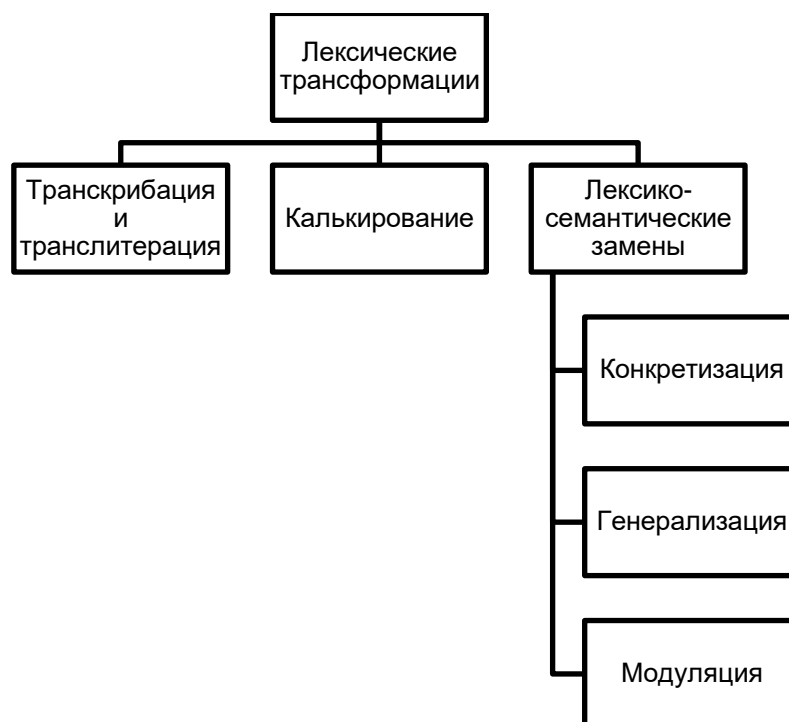 Лексические
трансформации
Транскрибация
и
транслитерация
Калькирование
Лексико-
семантические
замены
Конкретизация
Генерализация
Модуляция